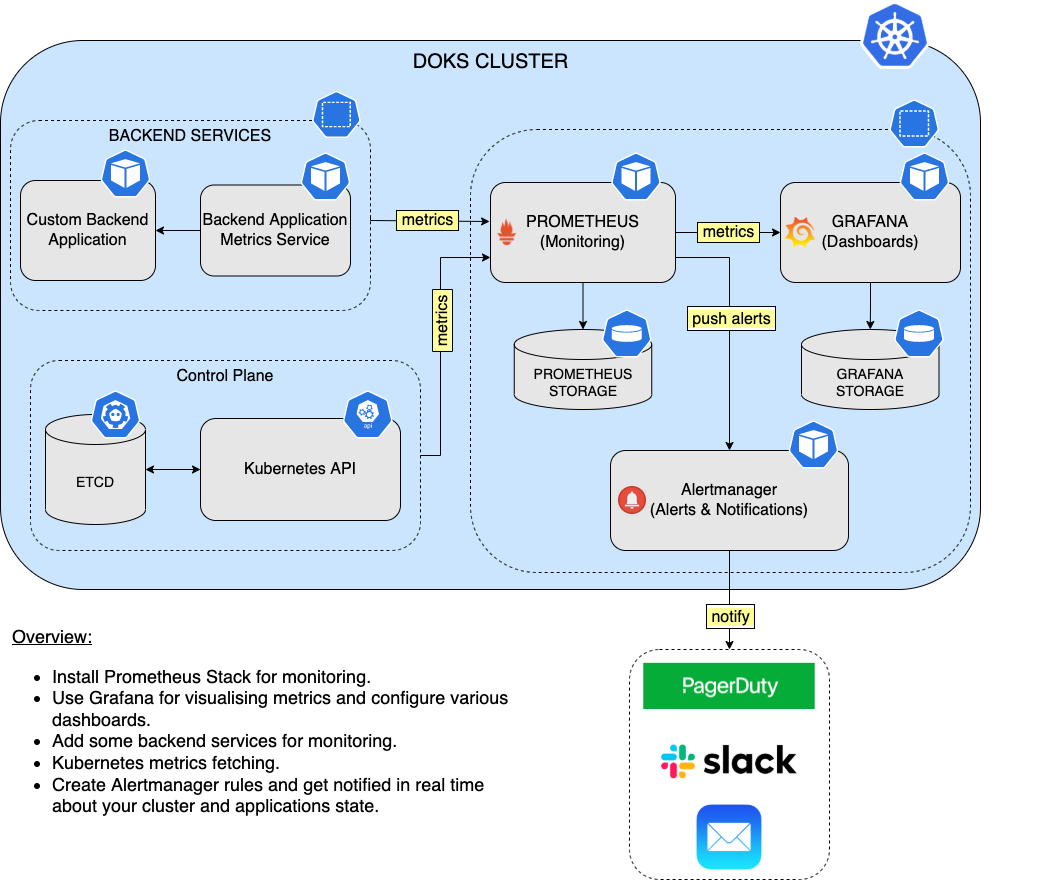 DOKS CLUSTER
BACKEND SERVICES
Custom Backend
Application
Backend Application
Metrics Service
metrics
PROMETHEUS
(Monitoring)
metrics
GRAFANA
(Dashboards)
metrics
push alerts
PROMETHEUS
STORAGE
GRAFANA
STORAGE
Control Plane
api
ETCD
Kubernetes API
Alertmanager
(Alerts & Notifications)
notify
Overview:
• Install Prometheus Stack for monitoring.
• Use Grafana for visualising metrics and configure various
dashboards.
• Add some backend services for monitoring.
• Kubernetes metrics fetching.
• Create Alertmanager rules and get notified in real time
about your cluster and applications state.
PagerDuty
slack